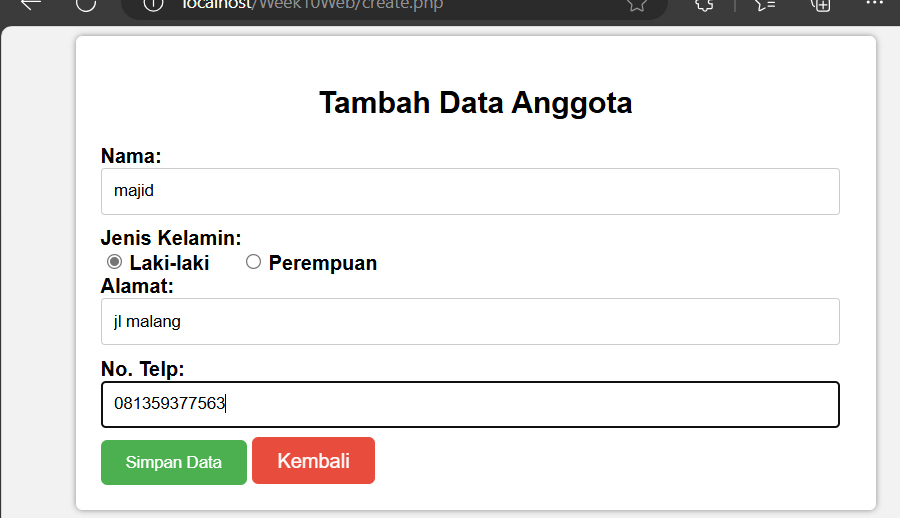 localhost/Week10Web/create.php
Tambah Data Anggota
Nama:
majid
Jenis Kelamin:
Laki-laki Perempuan
Alamat:
jl malang
No. Telp:
081359377563
Simpan Data Kembali